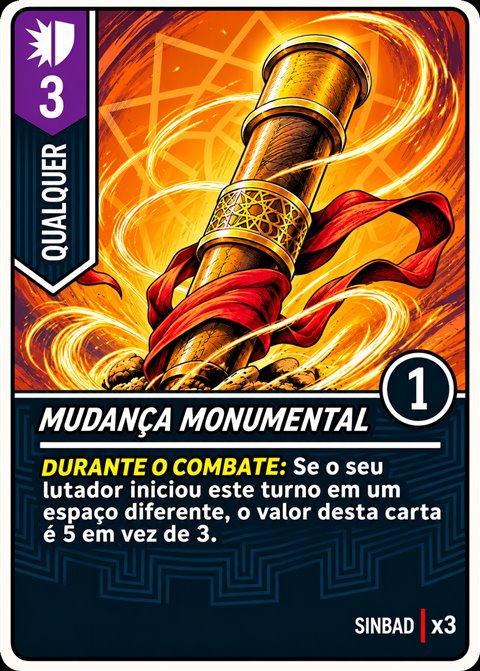 3
QUALQUER
1
MUDANÇA MONUMENTAL
DURANTE O COMBATE: Se o seu
lutador iniciou este turno em um
espaço diferente, o valor desta carta
é 5 em vez de 3.
SINBAD | x3